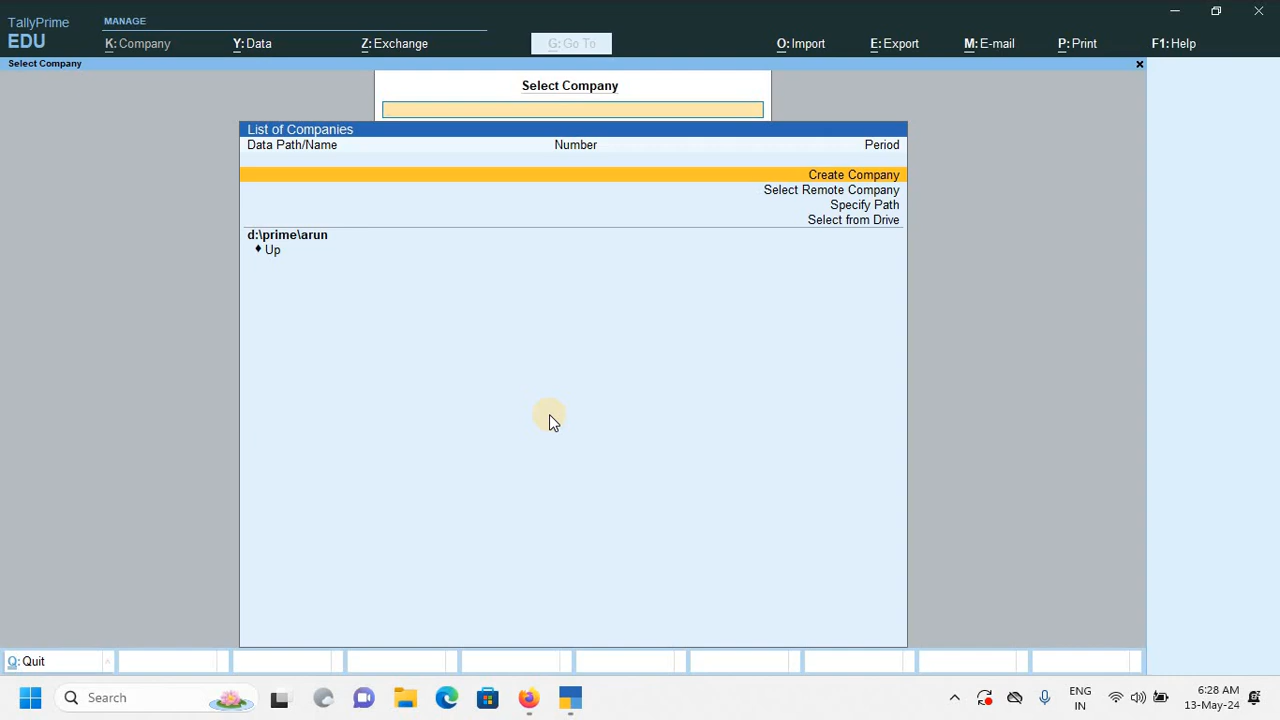 TallyPrime
EDU
MANAGE
K: Company
Y: Data
Z: Exchange
G: Go To
O: Import
E: Export
M: E-mail
P: Print
F1: Help
Select Company
Select Company
List of Companies
Data Path/Name Number Period
Create Company
Select Remote Company
Specify Path
Select from Drive
d:\prime\arun
♦ Up
Q: Quit
Search
ENG
IN
6:28 AM
13-May-24